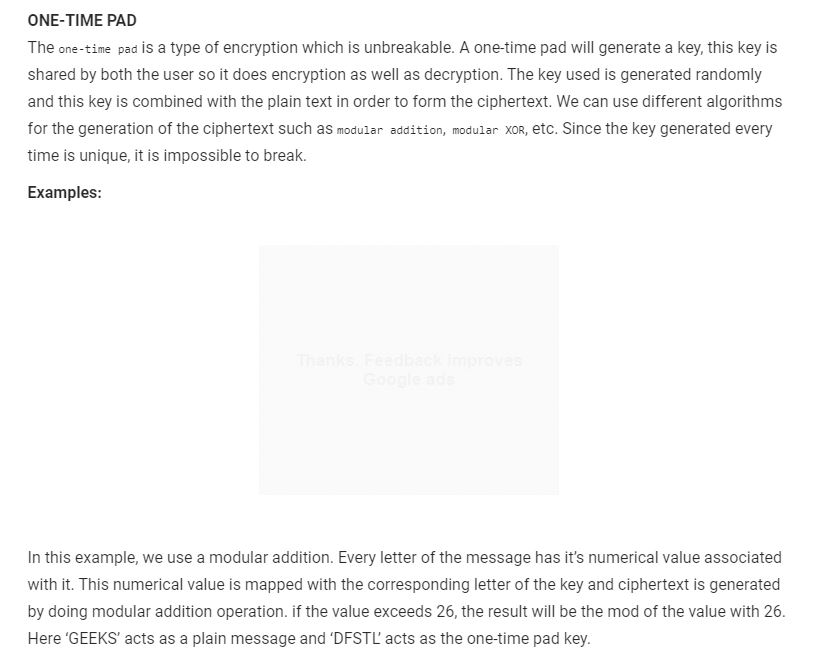 ONE-TIME PAD
The one-time pad is a type of encryption which is unbreakable. A one-time pad will generate a key, this key is
shared by both the user so it does encryption as well as decryption. The key used is generated randomly
and this key is combined with the plain text in order to form the ciphertext. We can use different algorithms
for the generation of the ciphertext such as modular addition, modular XOR, etc. Since the key generated every
time is unique, it is impossible to break.
Examples:
Thanks. Feedback improves
Google ads
In this example, we use a modular addition. Every letter of the message has it’s numerical value associated
with it. This numerical value is mapped with the corresponding letter of the key and ciphertext is generated
by doing modular addition operation. if the value exceeds 26, the result will be the mod of the value with 26.
Here ‘GEEKS’ acts as a plain message and ‘DFSTL’ acts as the one-time pad key.